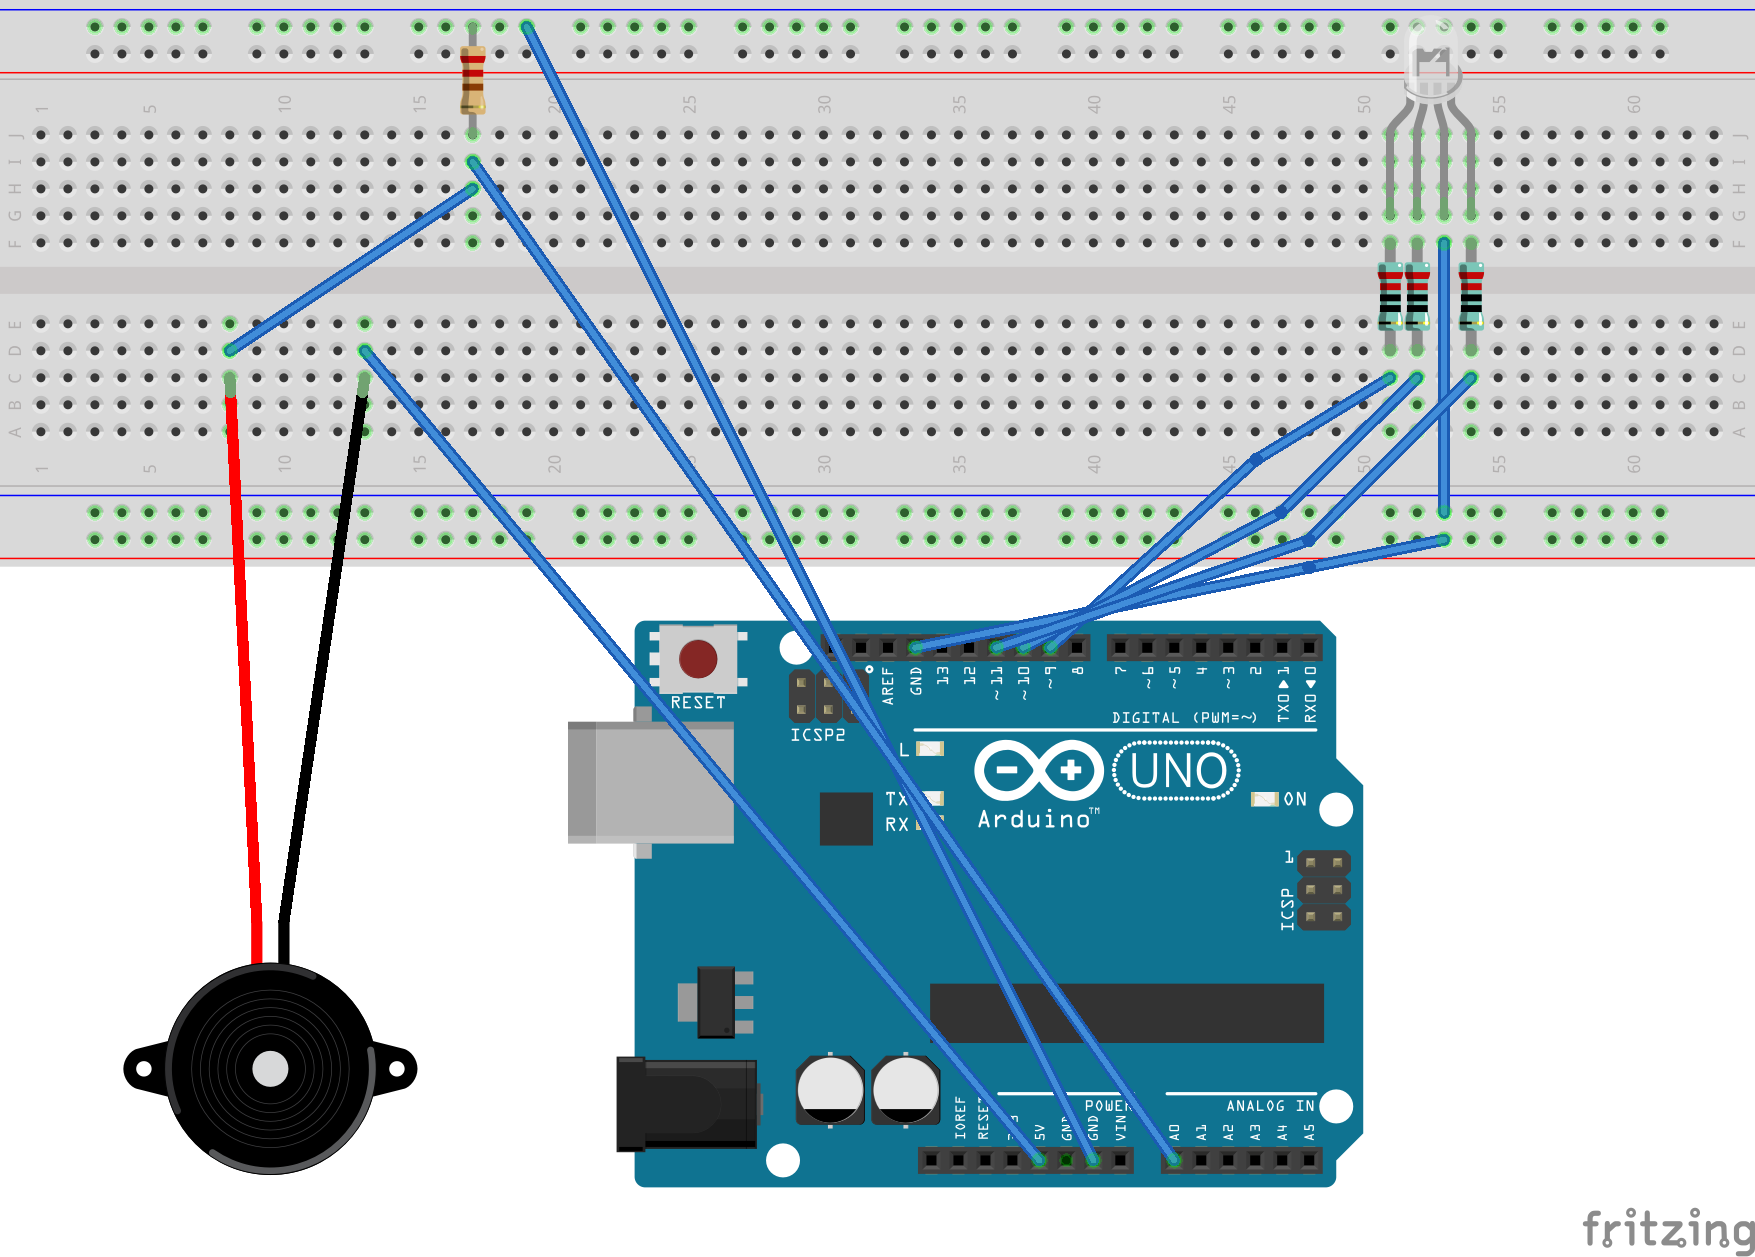 1 5 10 15 20 25 30 35 40 45 50 55 60
J J
I I
H H
G G
F F
E E
D D
C C
B B
A A
1 5 10 15 20 25 30 35 40 45 50 55 60
AREF GND 13 12 ~11 ~10 ~9 8 7 ~6 ~5 4 ~3 2 TX0▶1 RX0◀0
RESET
DIGITAL (PWM=~)
ICSP2
L
TX
RX
Arduino™
UNO
ON
1
ICSP
POWER
ANALOG IN
IOREF RESET 5V GND GND VIN A0 A1 A2 A3 A4 A5
fritzing